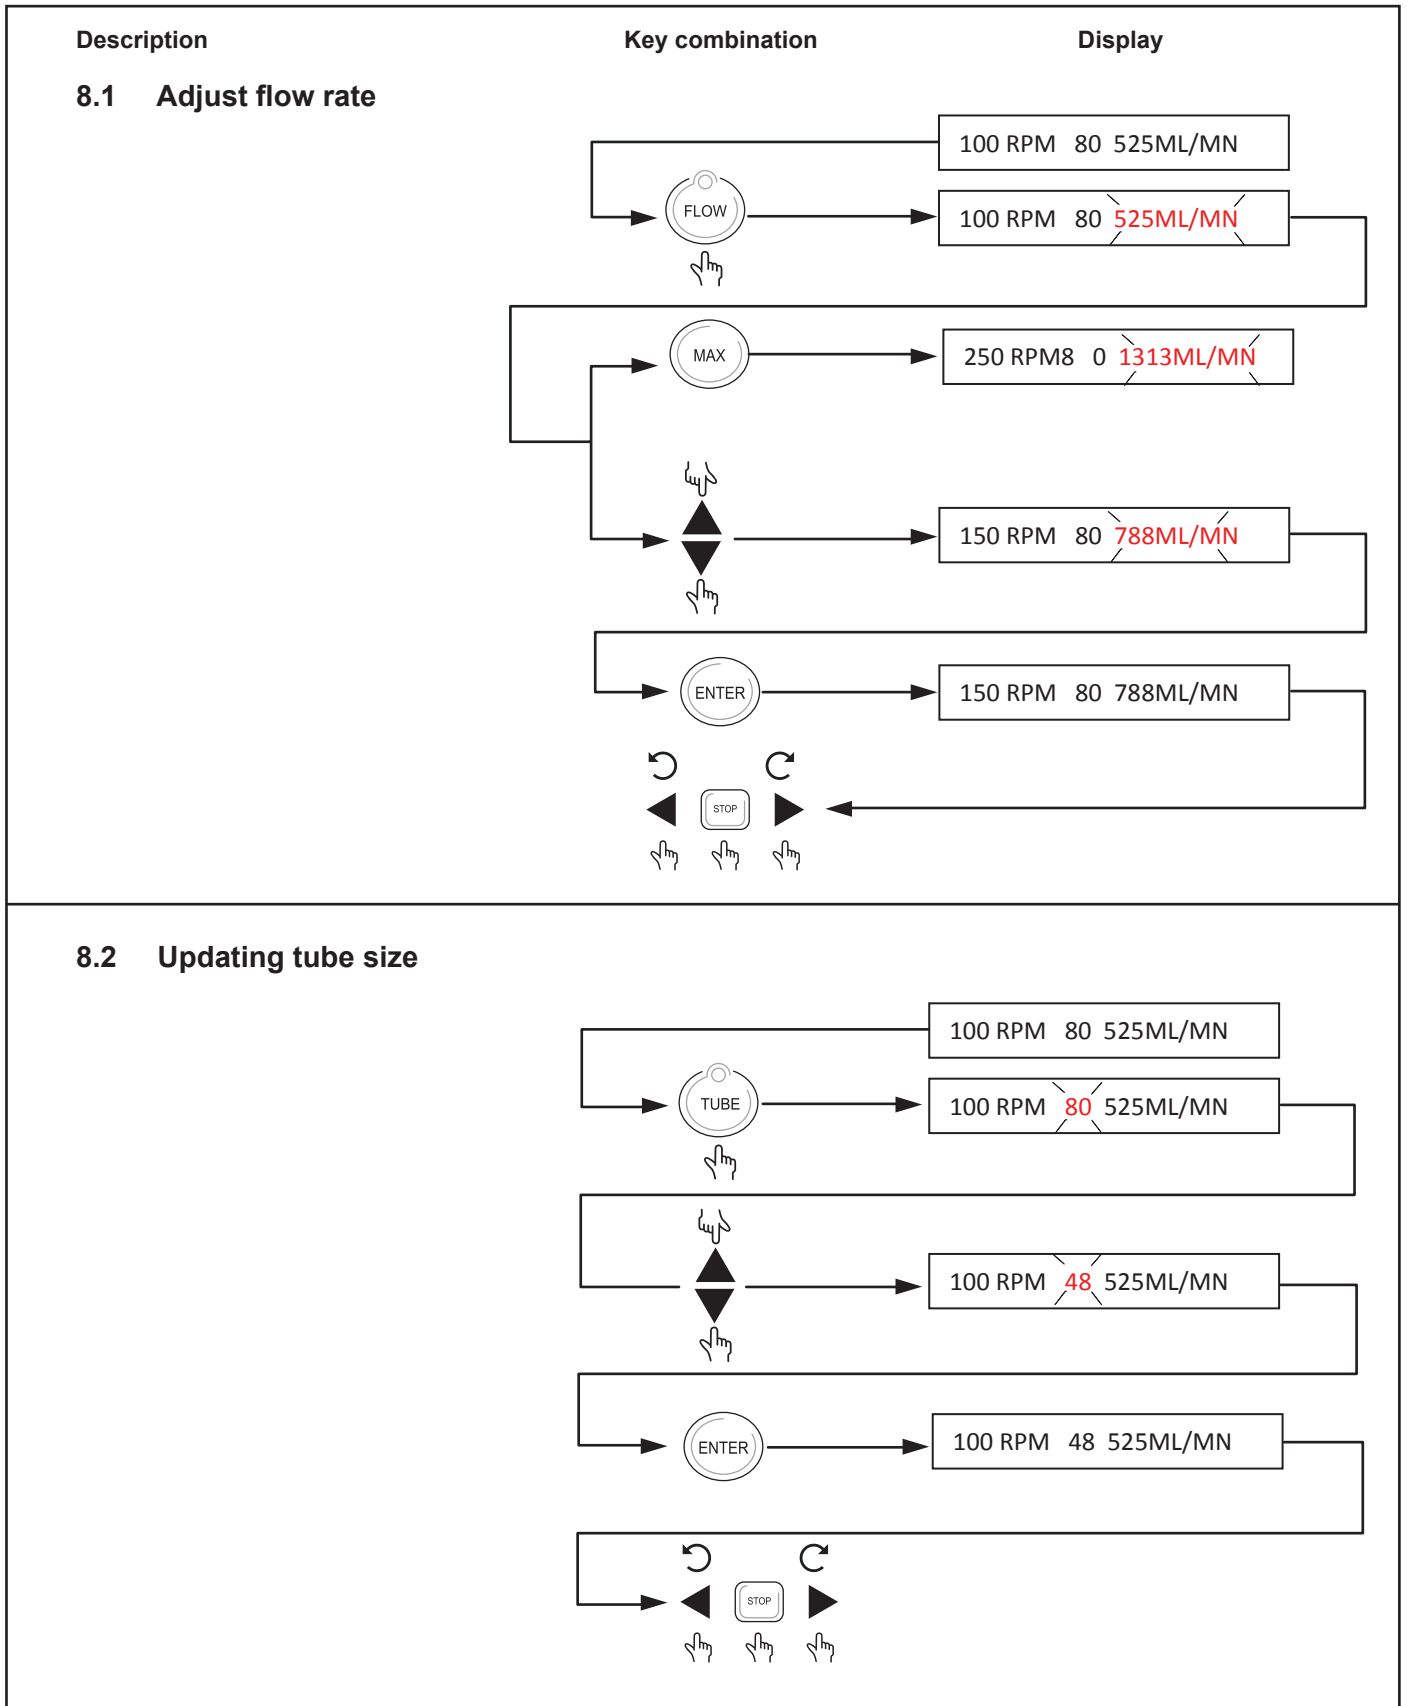 Description Key combination Display
8.1 Adjust flow rate
100 RPM 80 525ML/MN
FLOW 100 RPM 80 525ML/MN
MAX 250 RPM8 0 1313ML/MN
150 RPM 80 788ML/MN
ENTER 150 RPM 80 788ML/MN
STOP
8.2 Updating tube size
100 RPM 80 525ML/MN
TUBE 100 RPM 80 525ML/MN
100 RPM 48 525ML/MN
ENTER 100 RPM 48 525ML/MN
STOP